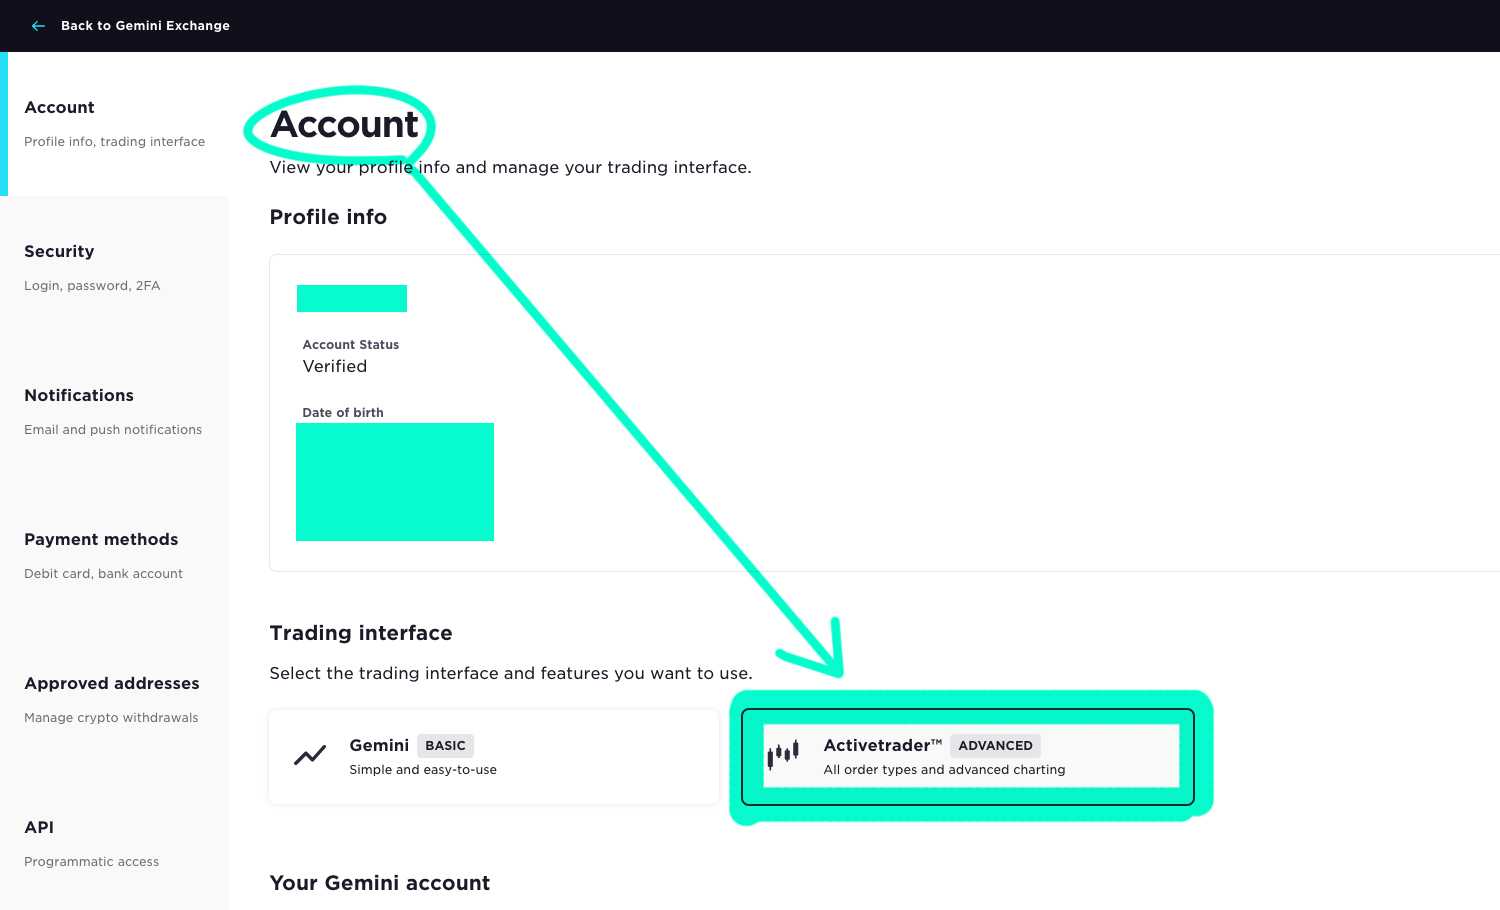 Back to Gemini Exchange
Account
Profile info, trading interface
Security
Login, password, 2FA
Notifications
Email and push notifications
Payment methods
Debit card, bank account
Approved addresses
Manage crypto withdrawals
API
Programmatic access
Account
View your profile info and manage your trading interface.
Profile info
Account Status
Verified
Date of birth
Trading interface
Select the trading interface and features you want to use.
Gemini BASIC
Simple and easy-to-use
Activetrader™ ADVANCED
All order types and advanced charting
Your Gemini account